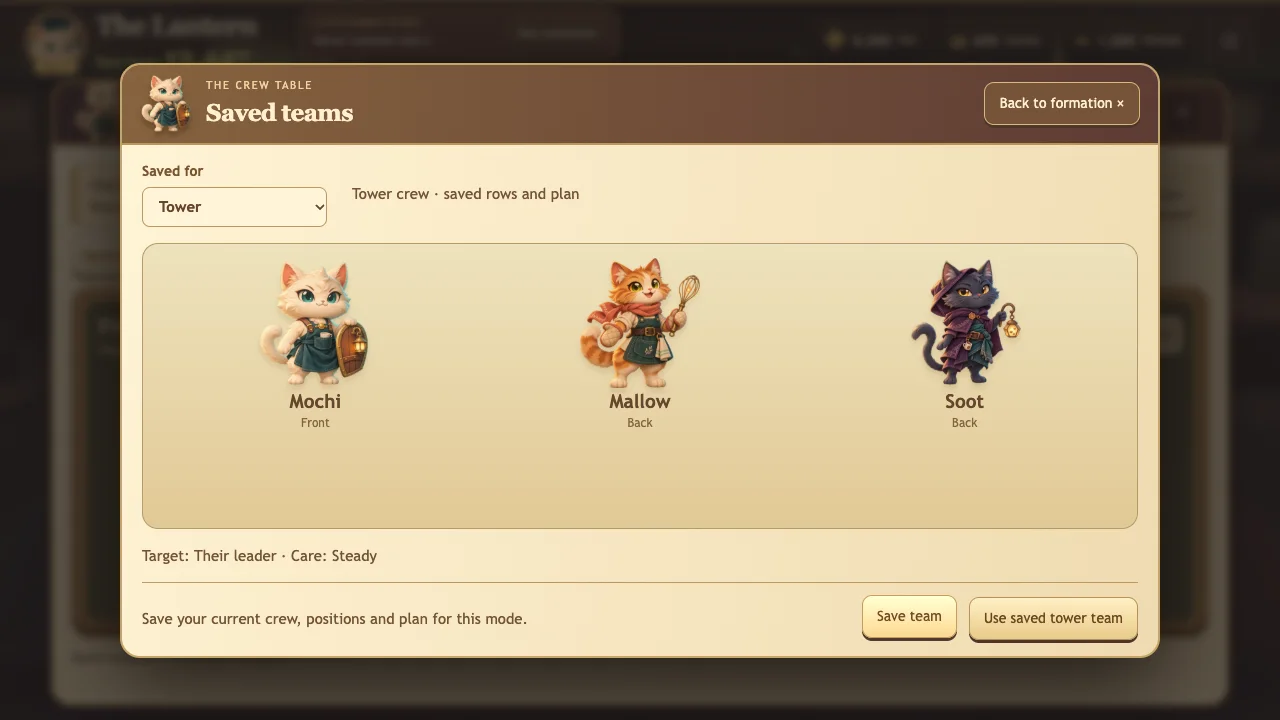 The Lantern
THE CREW TABLE
Saved teams
Back to formation ×
Saved for
Tower
Tower crew · saved rows and plan
Mochi
Front
Mallow
Back
Soot
Back
Target: Their leader · Care: Steady
Save your current crew, positions and plan for this mode.
Save team
Use saved tower team